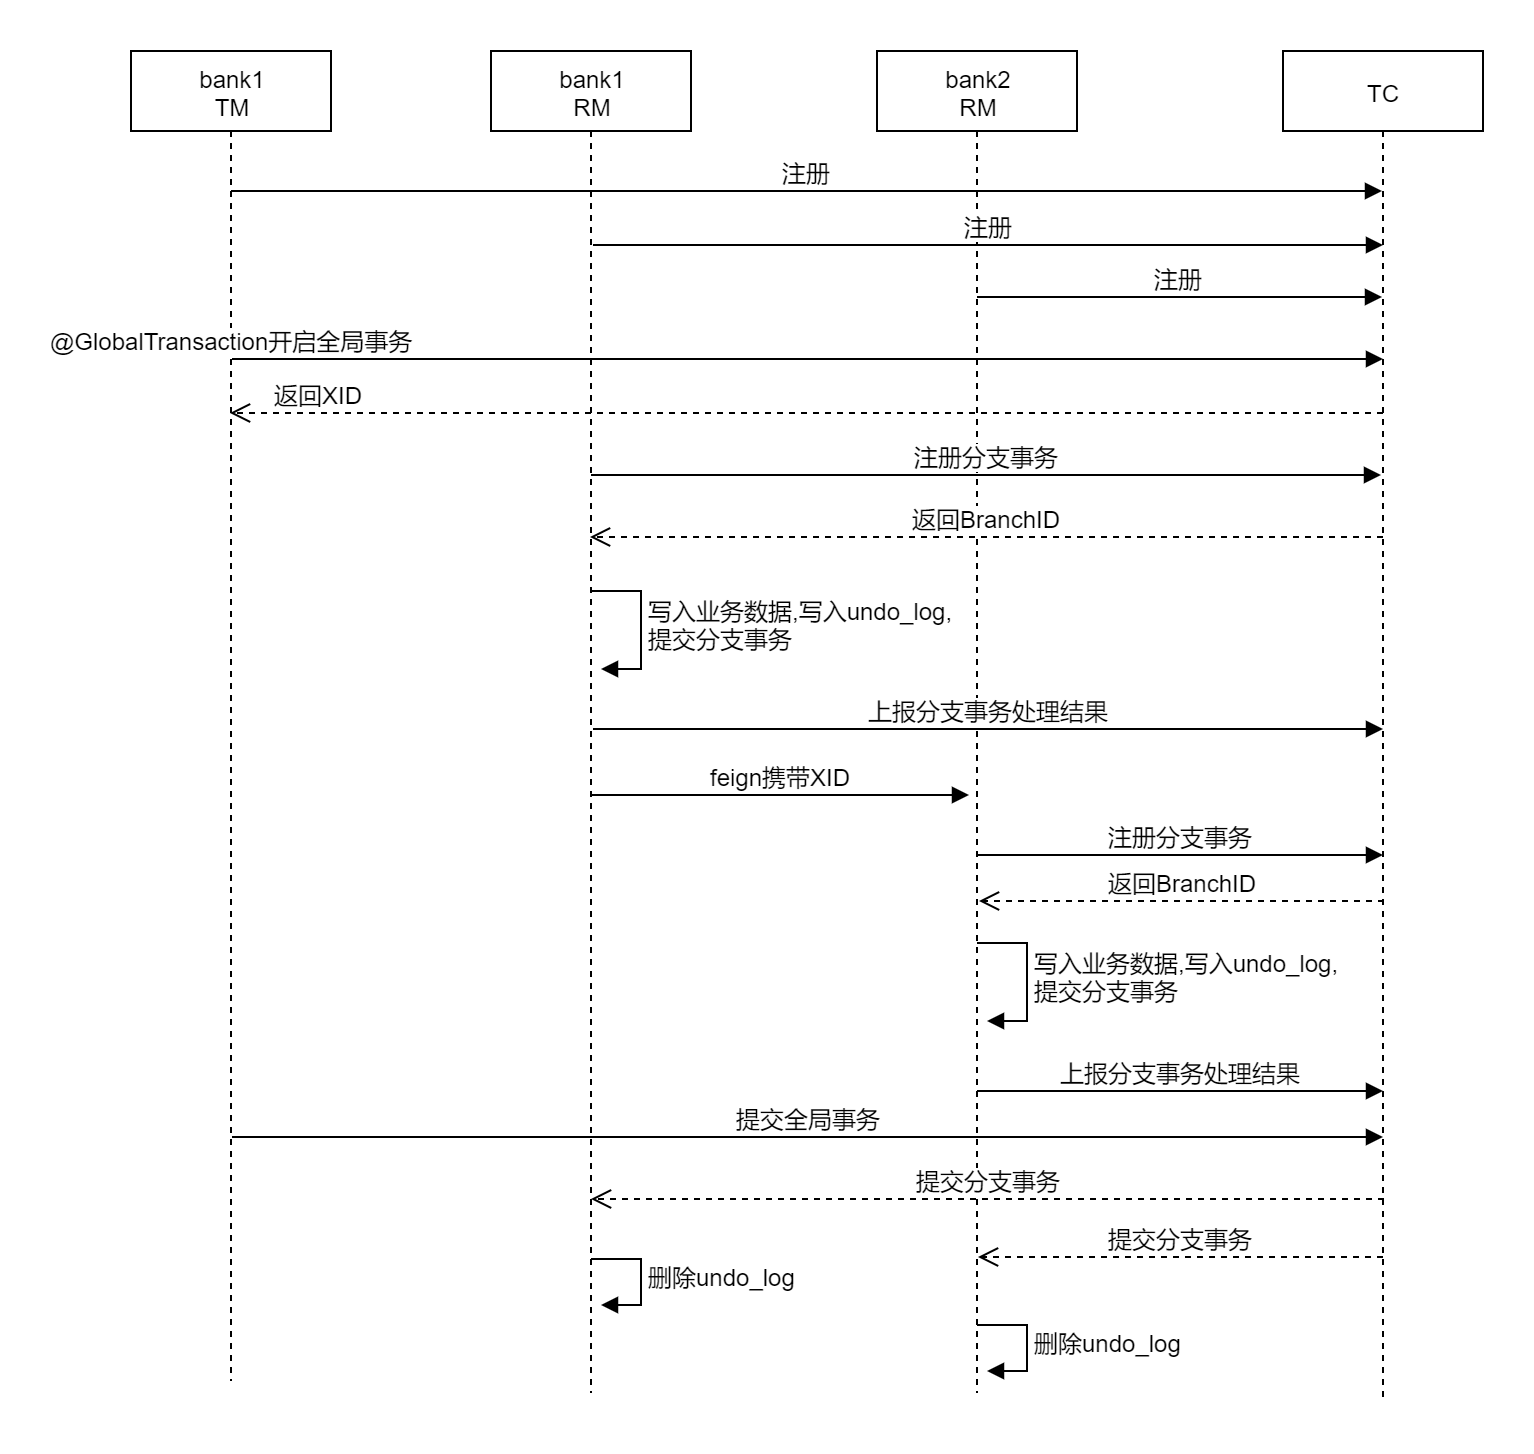 bank1
TM
bank1
RM
bank2
RM
TC
注册
注册
注册
@GlobalTransaction开启全局事务
返回XID
注册分支事务
返回BranchID
写入业务数据,写入undo_log,
提交分支事务
上报分支事务处理结果
feign携带XID
注册分支事务
返回BranchID
写入业务数据,写入undo_log,
提交分支事务
上报分支事务处理结果
提交全局事务
提交分支事务
提交分支事务
删除undo_log
删除undo_log